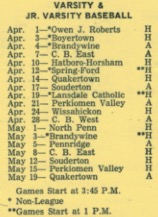 VARSITY &
JR. VARSITY BASEBALL
Apr. 1—*Owen J. Roberts H
Apr. 3—*Boyertown H
Apr. 4—*Brandywine A
Apr. 7— C. B. East A
Apr. 10— Hatboro-Horsham H
Apr. 12—*Spring-Ford **H
Apr. 14— Quakertown H
Apr. 17— Souderton A
Apr. 19—*Lansdale Catholic **H
Apr. 21— Perkiomen Valley A
Apr. 24— Wissahickon H
Apr. 28— C. B. West A
May 1— North Penn H
May 3—*Brandywine **H
May 5— Pennridge A
May 8— C. B. East H
May 12— Souderton H
May 15— Perkiomen Valley H
May 19— Quakertown A
Games Start at 3:45 P.M.
* Non-League
**Games Start at 1 P.M.